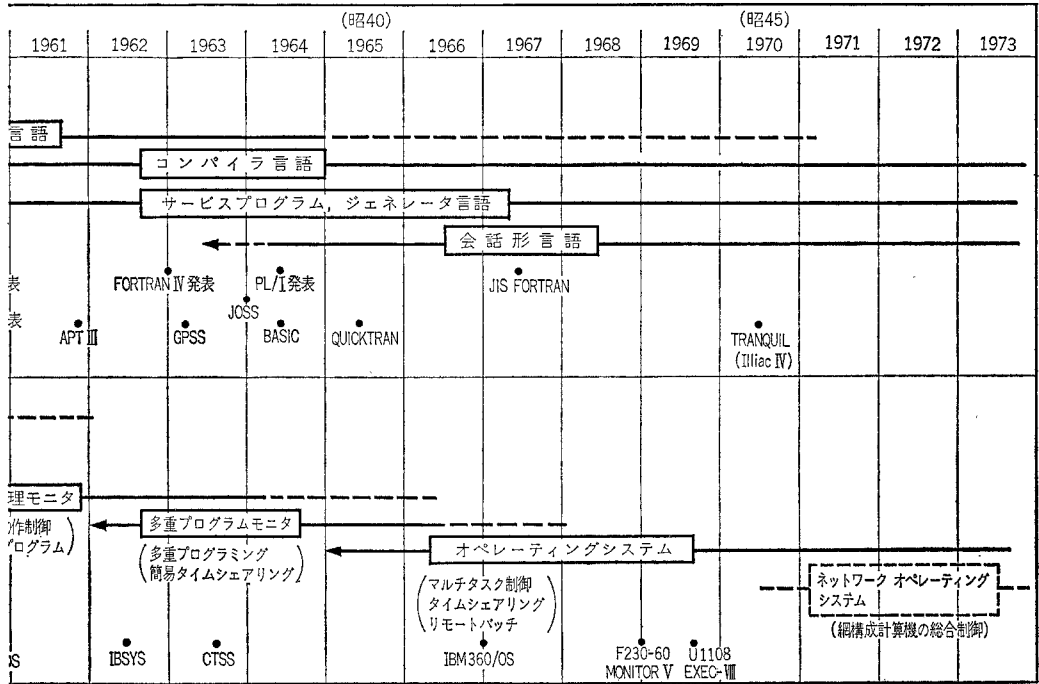 (昭40) (昭45)
1961 1962 1963 1964 1965 1966 1967 1968 1969 1970 1971 1972 1973
言語
コンパイラ言語
サービスプログラム,ジェネレータ言語
会話形言語
表 FORTRAN Ⅳ発表 PL/I発表 JIS FORTRAN
JOSS
表 APT Ⅲ GPSS BASIC QUICKTRAN TRANQUIL
(Illiac Ⅳ)
理モニタ
作制御
プログラム)
多重プログラムモニタ
(多重プログラミング
簡易タイムシェアリング)
オペレーティングシステム
(マルチタスク制御
タイムシェアリング
リモートバッチ)
ネットワーク オペレーティング
システム
(網構成計算機の総合制御)
OS IBSYS CTSS IBM360/OS F230-60 U1108
MONITOR Ⅴ EXEC-Ⅷ